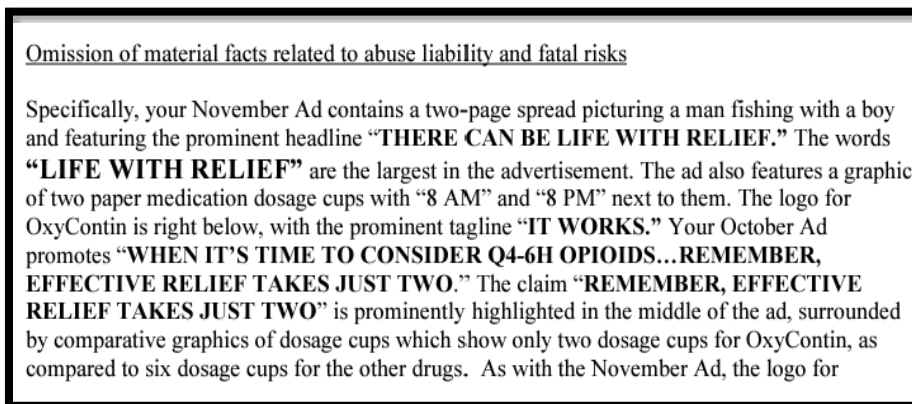 Omission of material facts related to abuse liability and fatal risks
Specifically, your November Ad contains a two-page spread picturing a man fishing with a boy
and featuring the prominent headline “THERE CAN BE LIFE WITH RELIEF.” The words
“LIFE WITH RELIEF” are the largest in the advertisement. The ad also features a graphic
of two paper medication dosage cups with “8 AM” and “8 PM” next to them. The logo for
OxyContin is right below, with the prominent tagline “IT WORKS.” Your October Ad
promotes “WHEN IT’S TIME TO CONSIDER Q4-6H OPIOIDS…REMEMBER,
EFFECTIVE RELIEF TAKES JUST TWO.” The claim “REMEMBER, EFFECTIVE
RELIEF TAKES JUST TWO” is prominently highlighted in the middle of the ad, surrounded
by comparative graphics of dosage cups which show only two dosage cups for OxyContin, as
compared to six dosage cups for the other drugs. As with the November Ad, the logo for